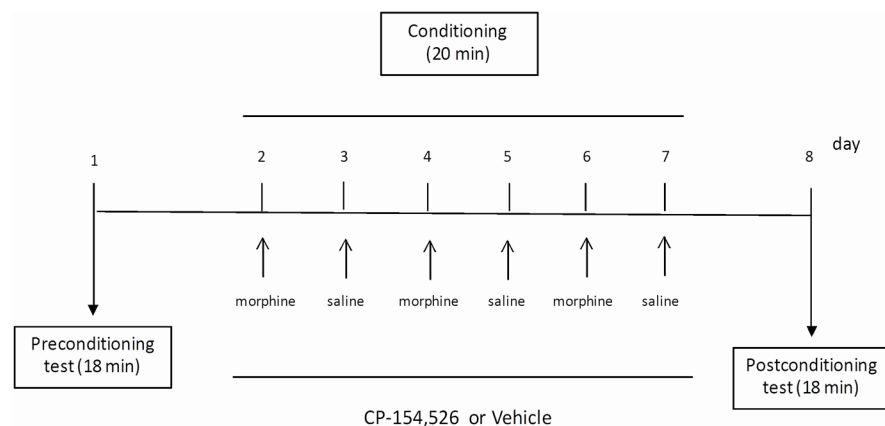 Conditioning
(20 min)
1 2 3 4 5 6 7 8 day
morphine saline morphine saline morphine saline
Preconditioning
test (18 min)
Postconditioning
test (18 min)
CP-154,526 or Vehicle